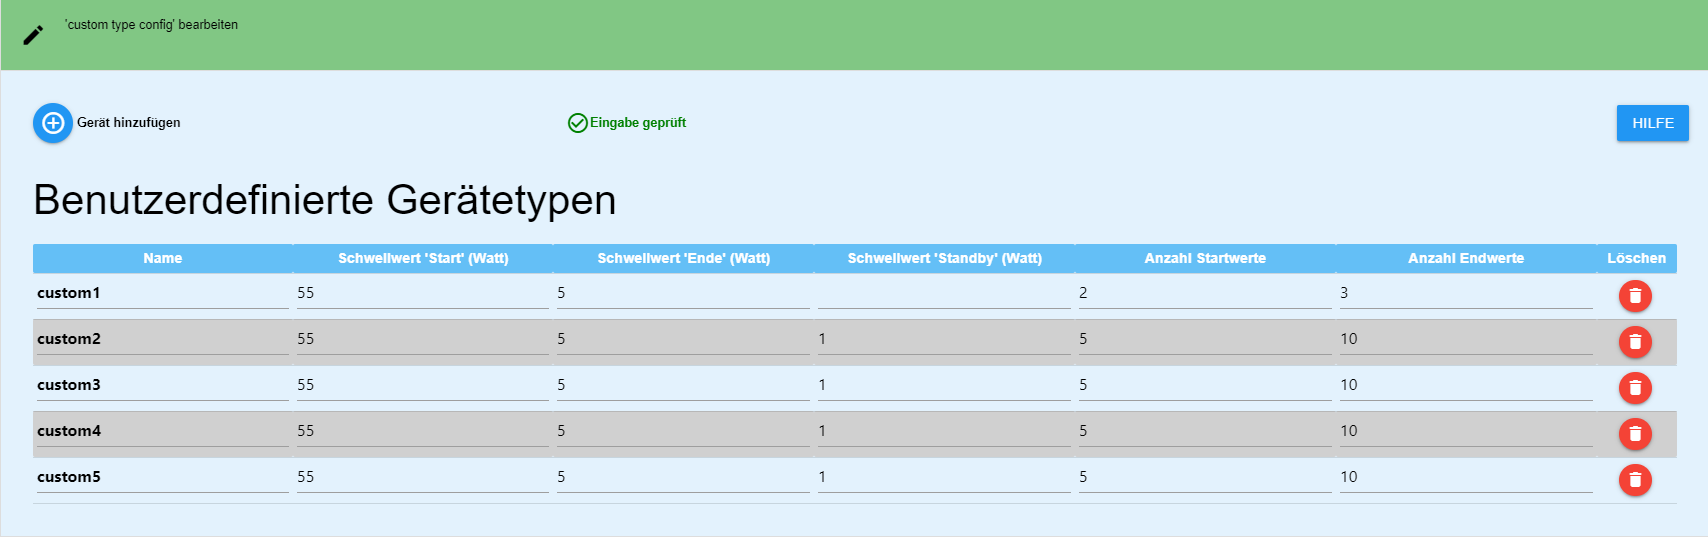 'custom type config' bearbeiten
Gerät hinzufügen
Eingabe geprüft
HILFE
Benutzerdefinierte Gerätetypen
Name Schwellwert 'Start' (Watt) Schwellwert 'Ende' (Watt) Schwellwert 'Standby' (Watt) Anzahl Startwerte Anzahl Endwerte Löschen
custom1 55 5 2 3
custom2 55 5 1 5 10
custom3 55 5 1 5 10
custom4 55 5 1 5 10
custom5 55 5 1 5 10